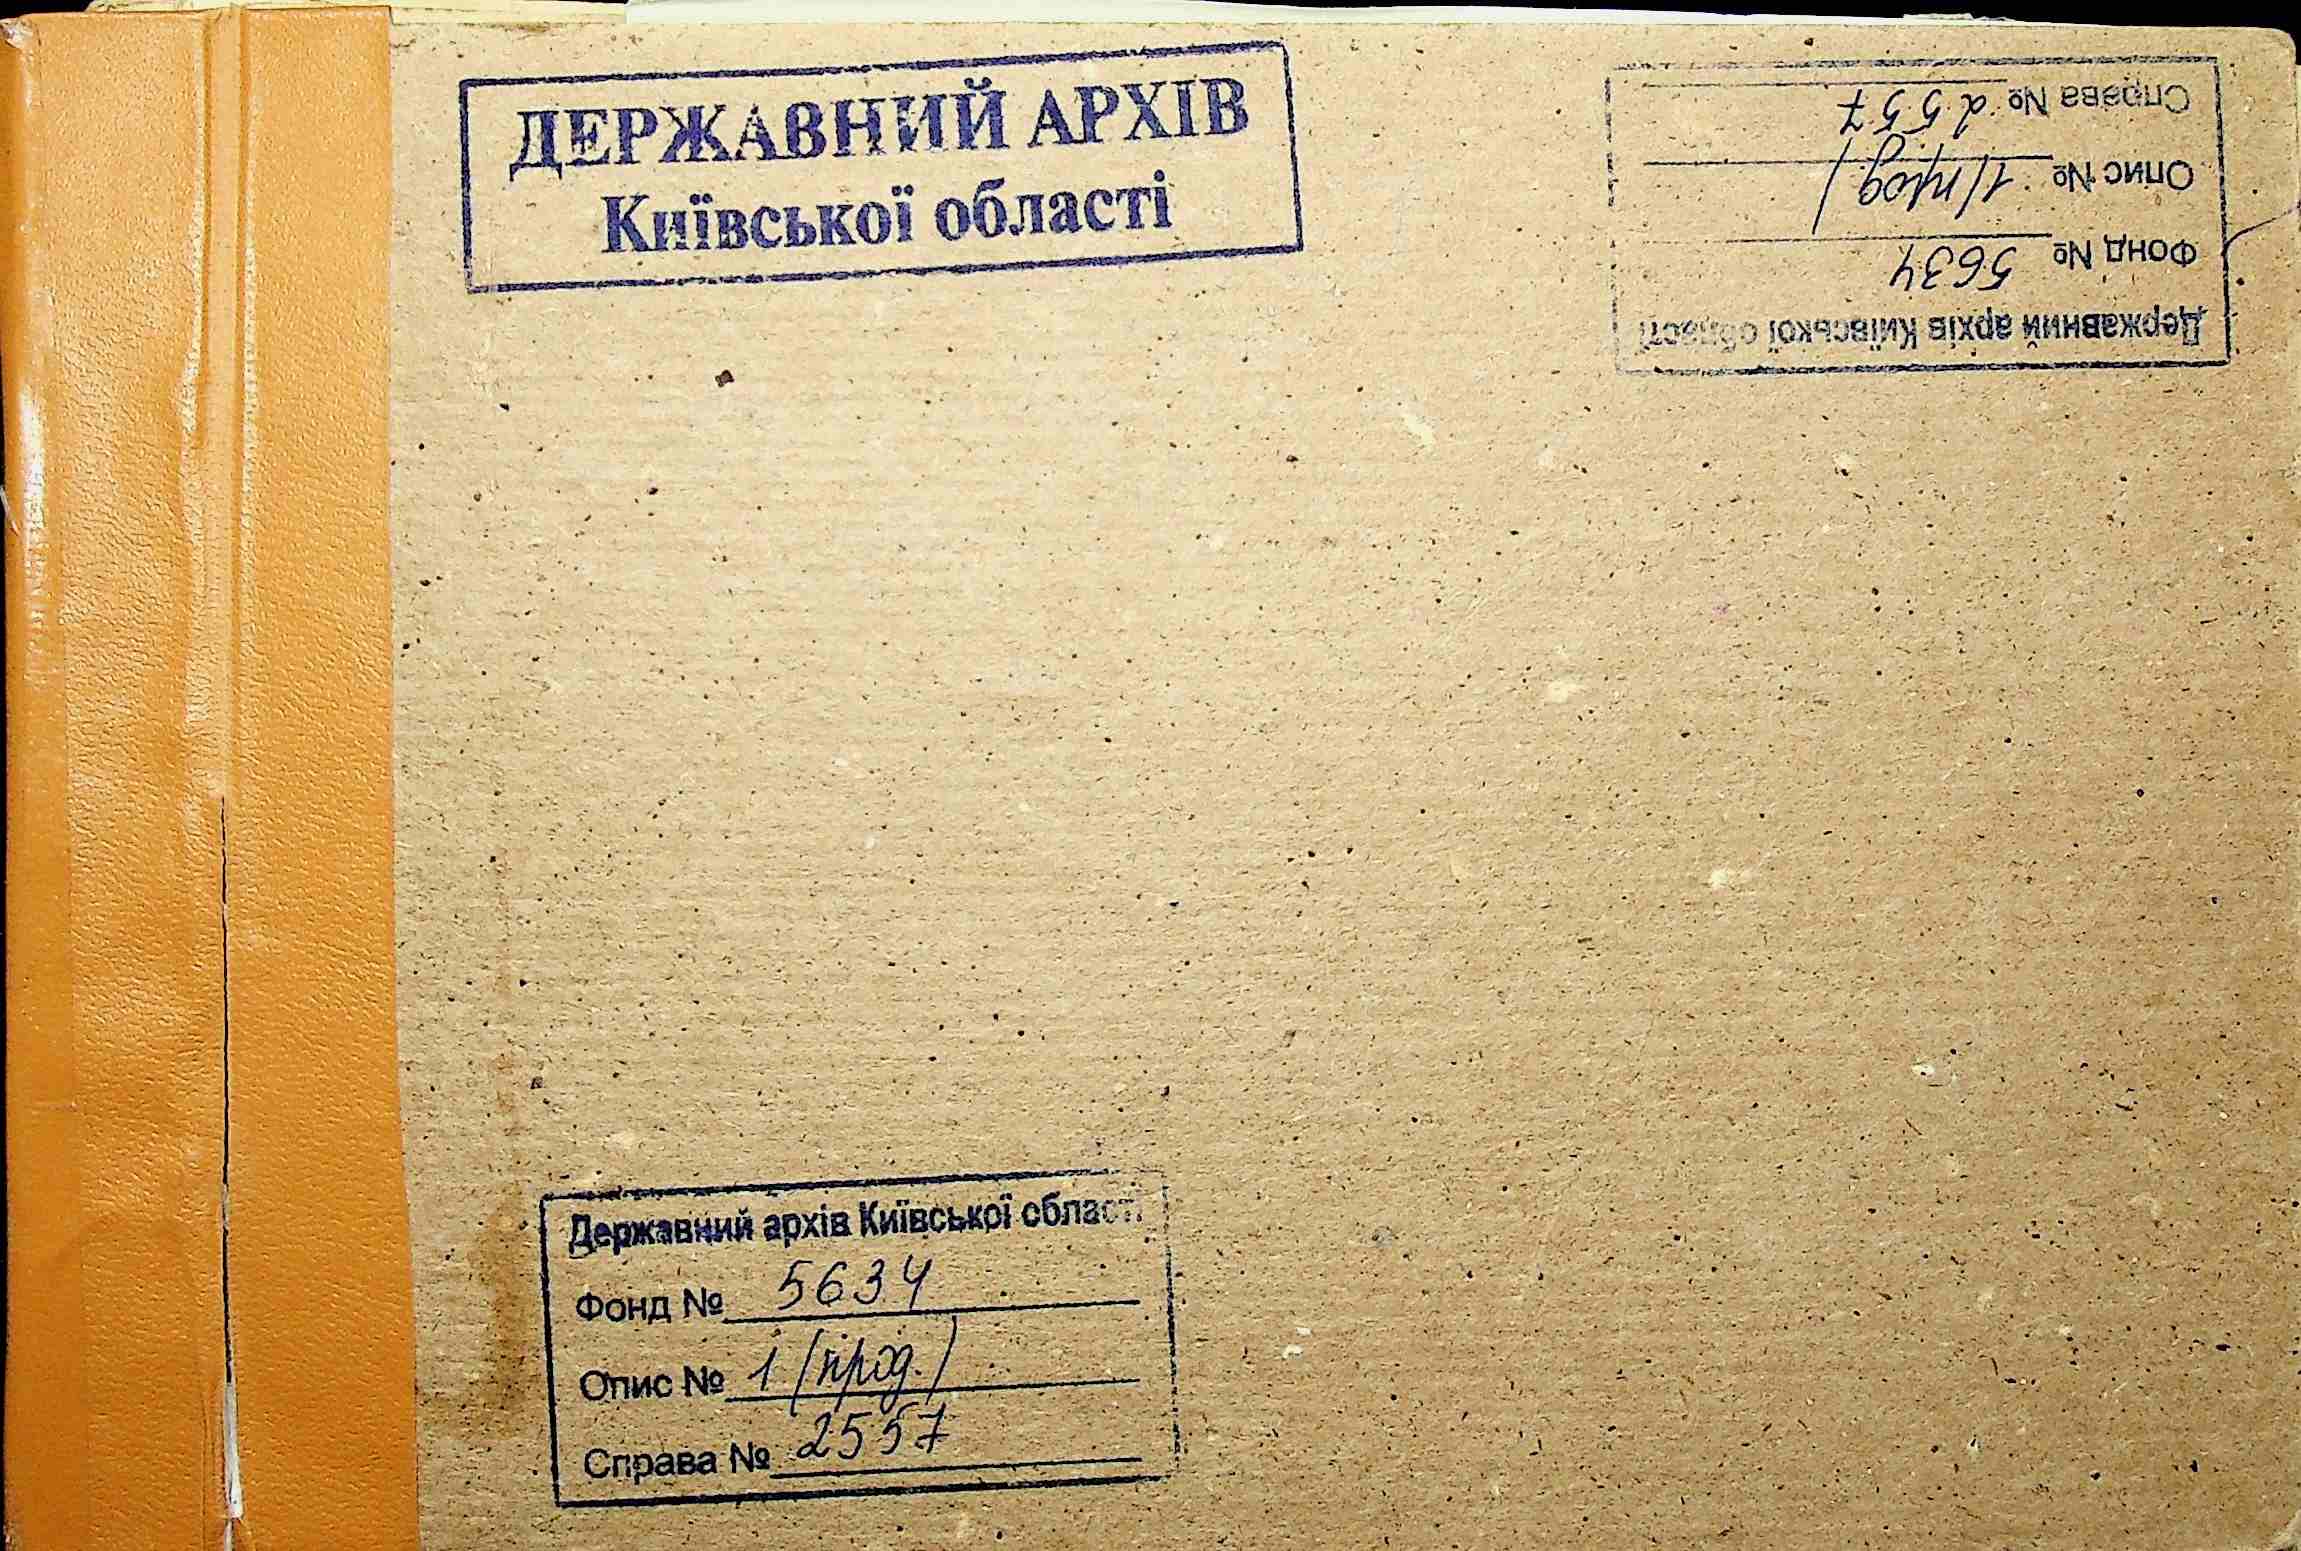 ДЕРЖАВНИЙ АРХІВ
Київської області
Державний архів Київської області
Фонд № 5634
Опис № 1 (прод.)
Справа № 2557
Державний архів Київської області
Фонд № 5634
Опис № 1 (прод.)
Справа № 2557